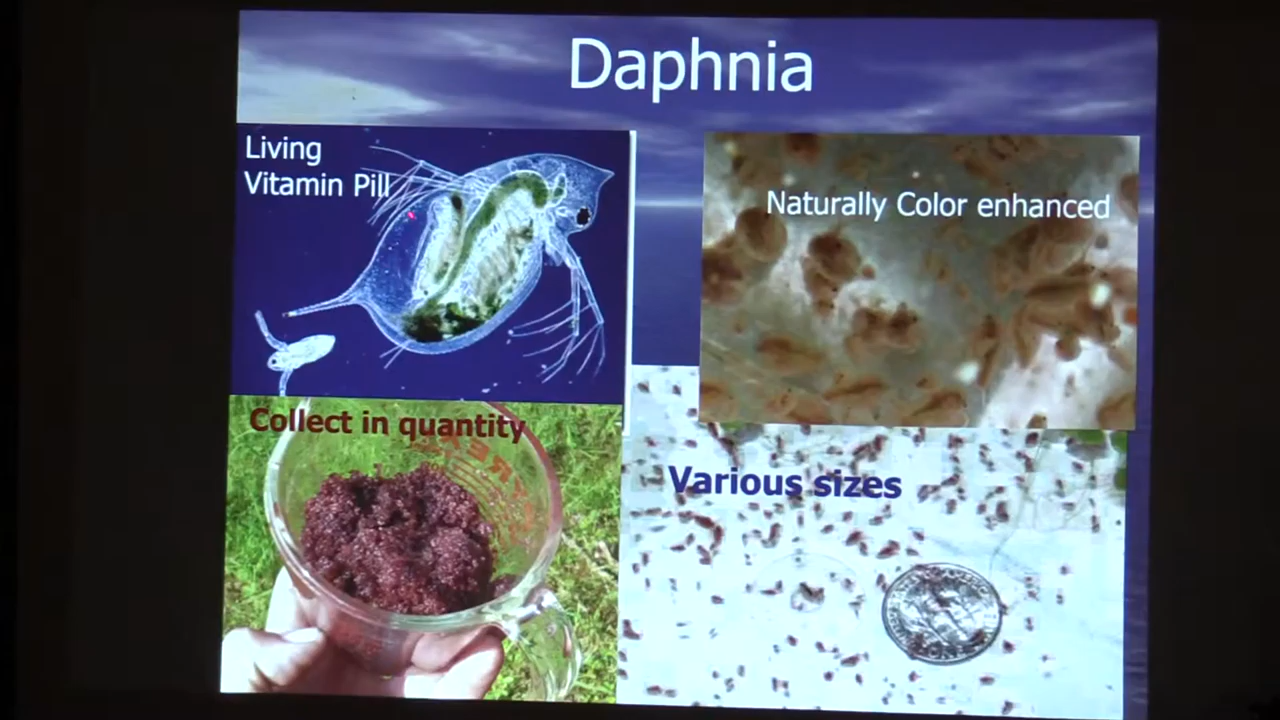 Daphnia
Living
Vitamin Pill
Naturally Color enhanced
Collect in quantity
Various sizes